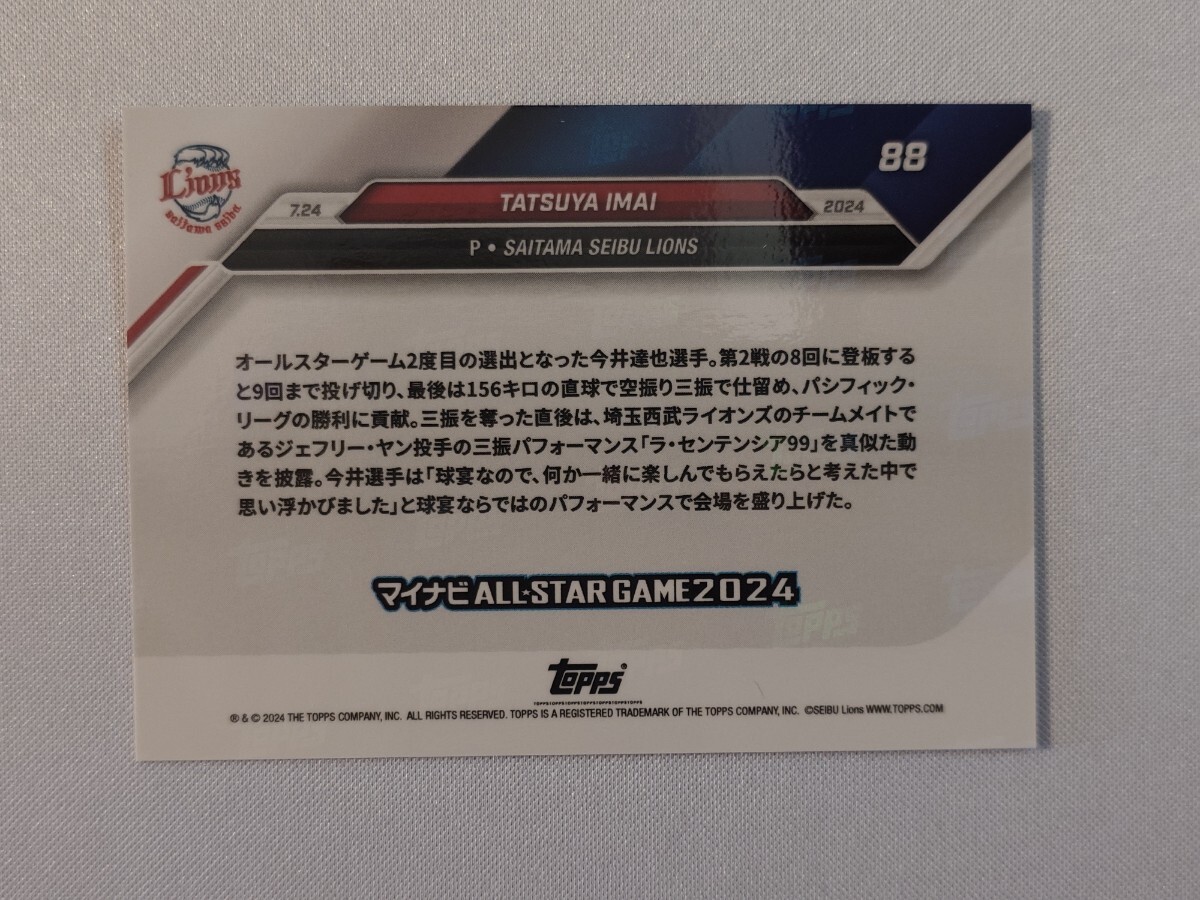 88
Lions
saitama seibu
7.24
TATSUYA IMAI
2024
P • SAITAMA SEIBU LIONS
オールスターゲーム2度目の選出となった今井達也選手。第2戦の8回に登板する
と9回まで投げ切り、最後は156キロの直球で空振り三振で仕留め、パシフィック・
リーグの勝利に貢献。三振を奪った直後は、埼玉西武ライオンズのチームメイトで
あるジェフリー・ヤン投手の三振パフォーマンス「ラ・センテンシア99」を真似た動
きを披露。今井選手は「球宴なので、何か一緒に楽しんでもらえたらと考えた中で
思い浮かびました」と球宴ならではのパフォーマンスで会場を盛り上げた。
マイナビ ALL★STAR GAME 2024
topps®
® & © 2024 THE TOPPS COMPANY, INC. ALL RIGHTS RESERVED. TOPPS IS A REGISTERED TRADEMARK OF THE TOPPS COMPANY, INC. ©SEIBU Lions WWW.TOPPS.COM